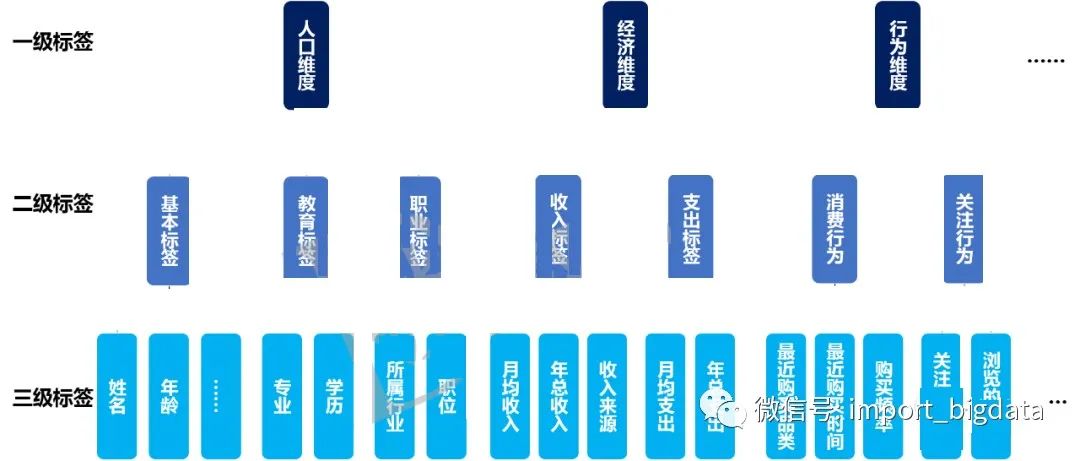 一级标签
人口维度
经济维度
行为维度
……
二级标签
基本标签
教育标签
职业标签
收入标签
支出标签
消费行为
关注行为
三级标签
姓名
年龄
……
专业
学历
所属行业
职位
月均收入
年总收入
收入来源
月均支出
年总支出
最近购买品类
最近购买时间
购买频率
关注
浏览的
...
微信号: import_bigdata